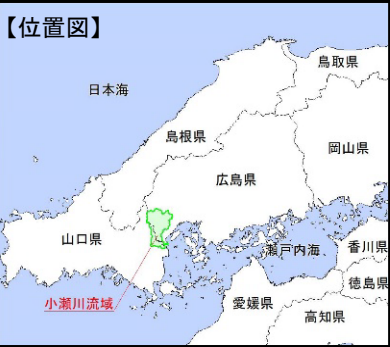 【位置図】
鳥取県
日本海
島根県
岡山県
広島県
山口県
瀬戸内海
香川県
徳島県
小瀬川流域
愛媛県
高知県